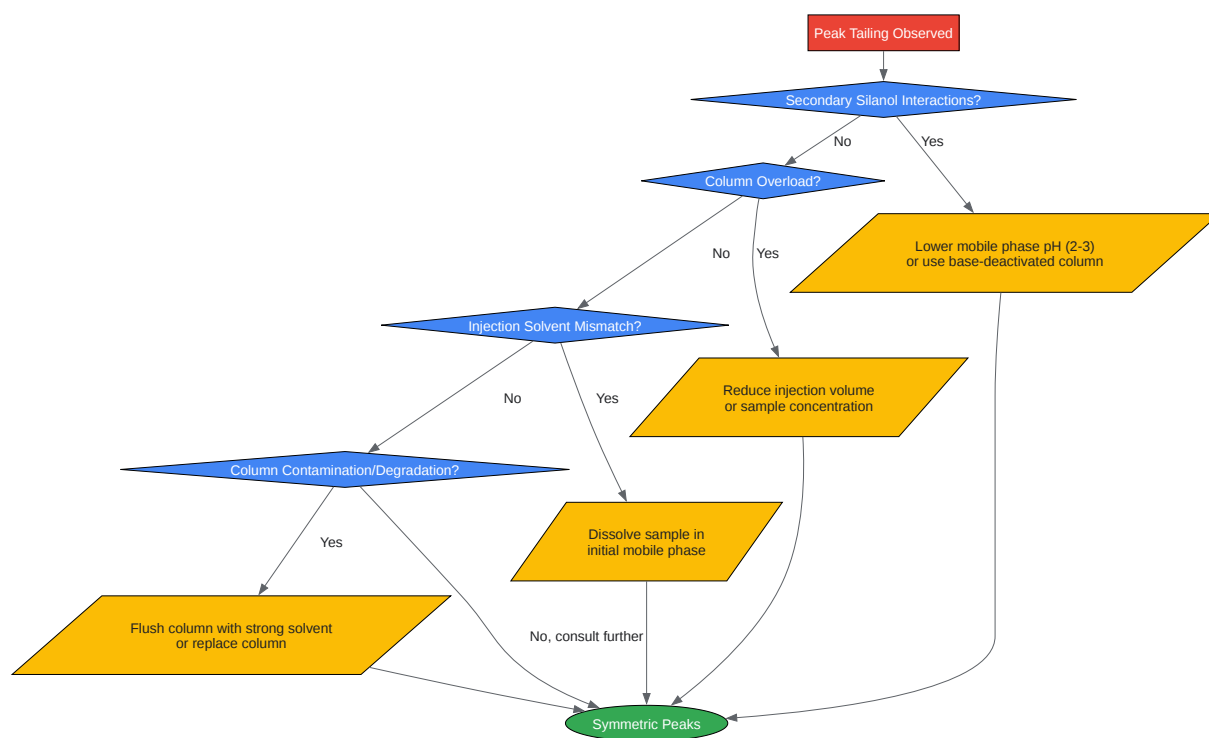 Peak Tailing Observed
Secondary Silanol Interactions?
No
Yes
Column Overload?
No
Yes
Lower mobile phase pH (2-3)
or use base-deactivated column
Injection Solvent Mismatch?
No
Yes
Reduce injection volume
or sample concentration
Column Contamination/Degradation?
Yes
Dissolve sample in
initial mobile phase
No, consult further
Flush column with strong solvent
or replace column
Symmetric Peaks